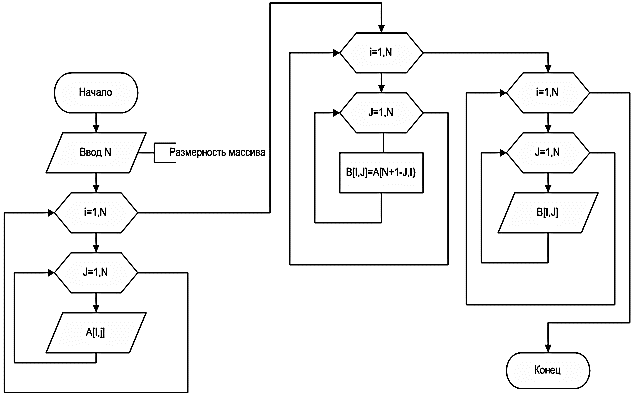 Начало
Ввод N
Размерность массива
i=1,N
J=1,N
A[I,j]
i=1,N
J=1,N
B[I,J]=A[N+1-J,I}
i=1,N
J=1,N
B[I,J]
Конец